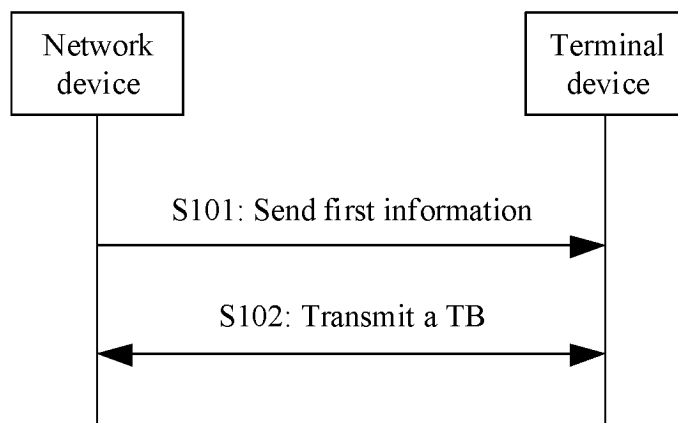 Network
device
Terminal
device
S101: Send first information
S102: Transmit a TB